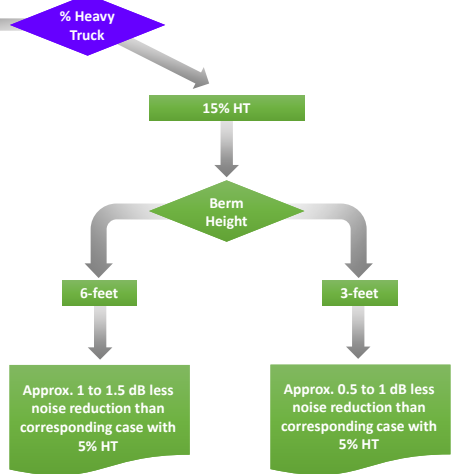 % Heavy
Truck
15% HT
Berm
Height
6-feet
3-feet
Approx. 1 to 1.5 dB less
noise reduction than
corresponding case with
5% HT
Approx. 0.5 to 1 dB less
noise reduction than
corresponding case with
5% HT